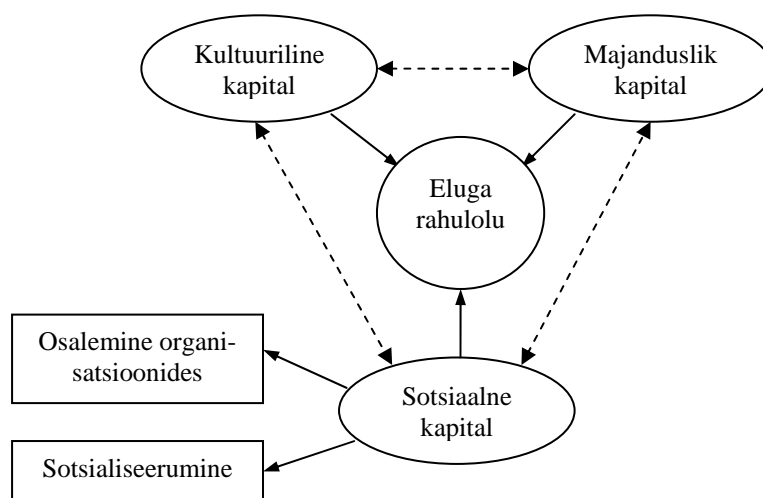 Kultuuriline
kapital
Majanduslik
kapital
Eluga
rahulolu
Osalemine organi-
satsioonides
Sotsiaalne
kapital
Sotsialiseerumine